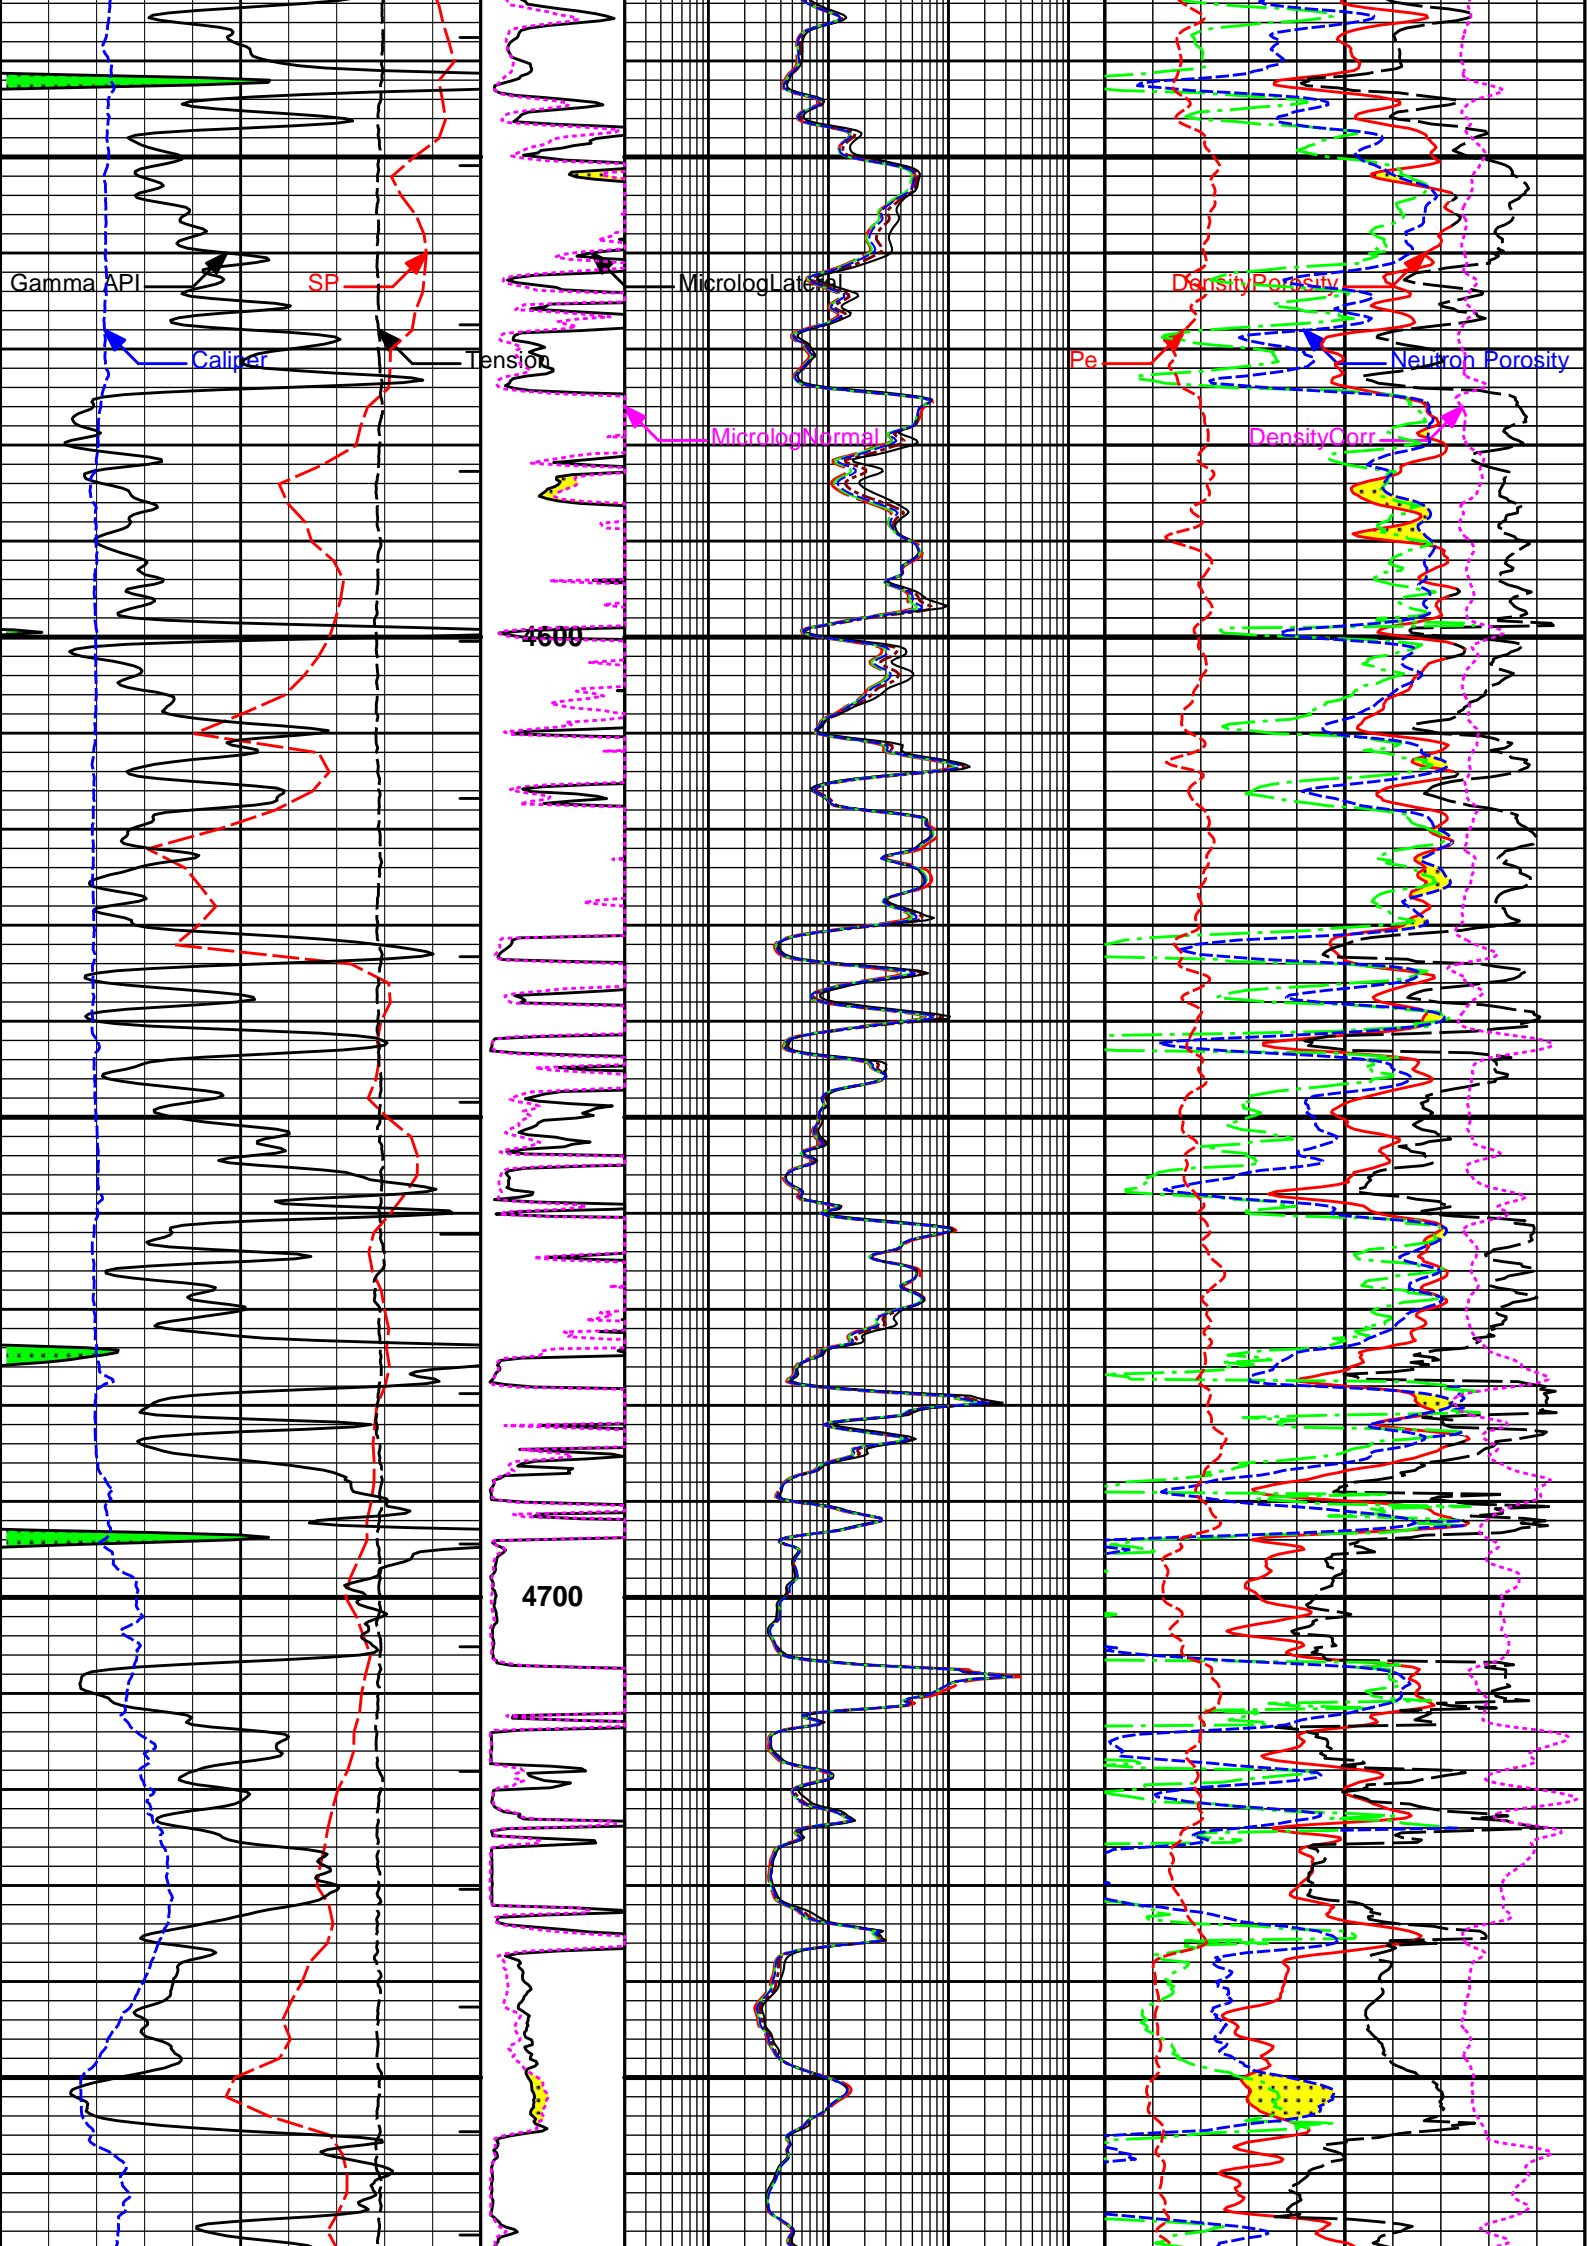 Gamma API
SP
MicrologLateral
DensityPorosity
Caliper
Tension
Pe
Neutron Porosity
MicrologNormal
DensityCorr
4600
4700